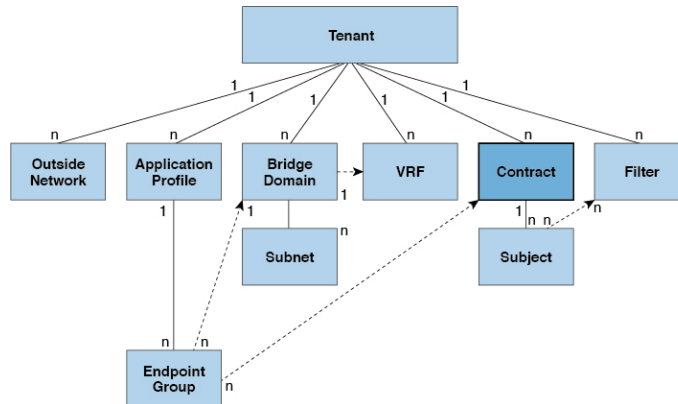 Tenant
1 1 1 1 1 1
n n n n n n
Outside
Network
Application
Profile
Bridge
Domain
VRF
Contract
Filter
1 1 1 1 n n n
Subnet
n
Subject
n n
Endpoint
Group
n